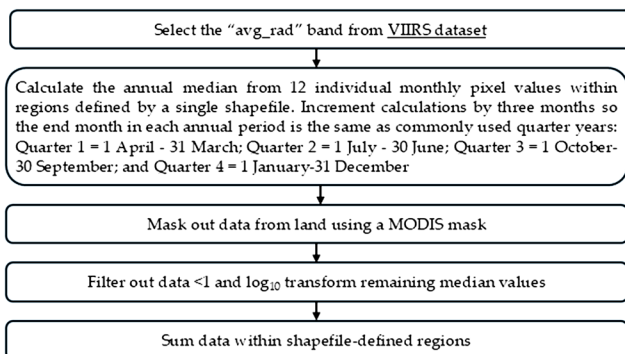 Select the “avg_rad” band from VIIRS dataset
Calculate the annual median from 12 individual monthly pixel values within
regions defined by a single shapefile. Increment calculations by three months so
the end month in each annual period is the same as commonly used quarter years:
Quarter 1 = 1 April - 31 March; Quarter 2 = 1 July - 30 June; Quarter 3 = 1 October-
30 September; and Quarter 4 = 1 January-31 December
Mask out data from land using a MODIS mask
Filter out data <1 and log₁₀ transform remaining median values
Sum data within shapefile-defined regions